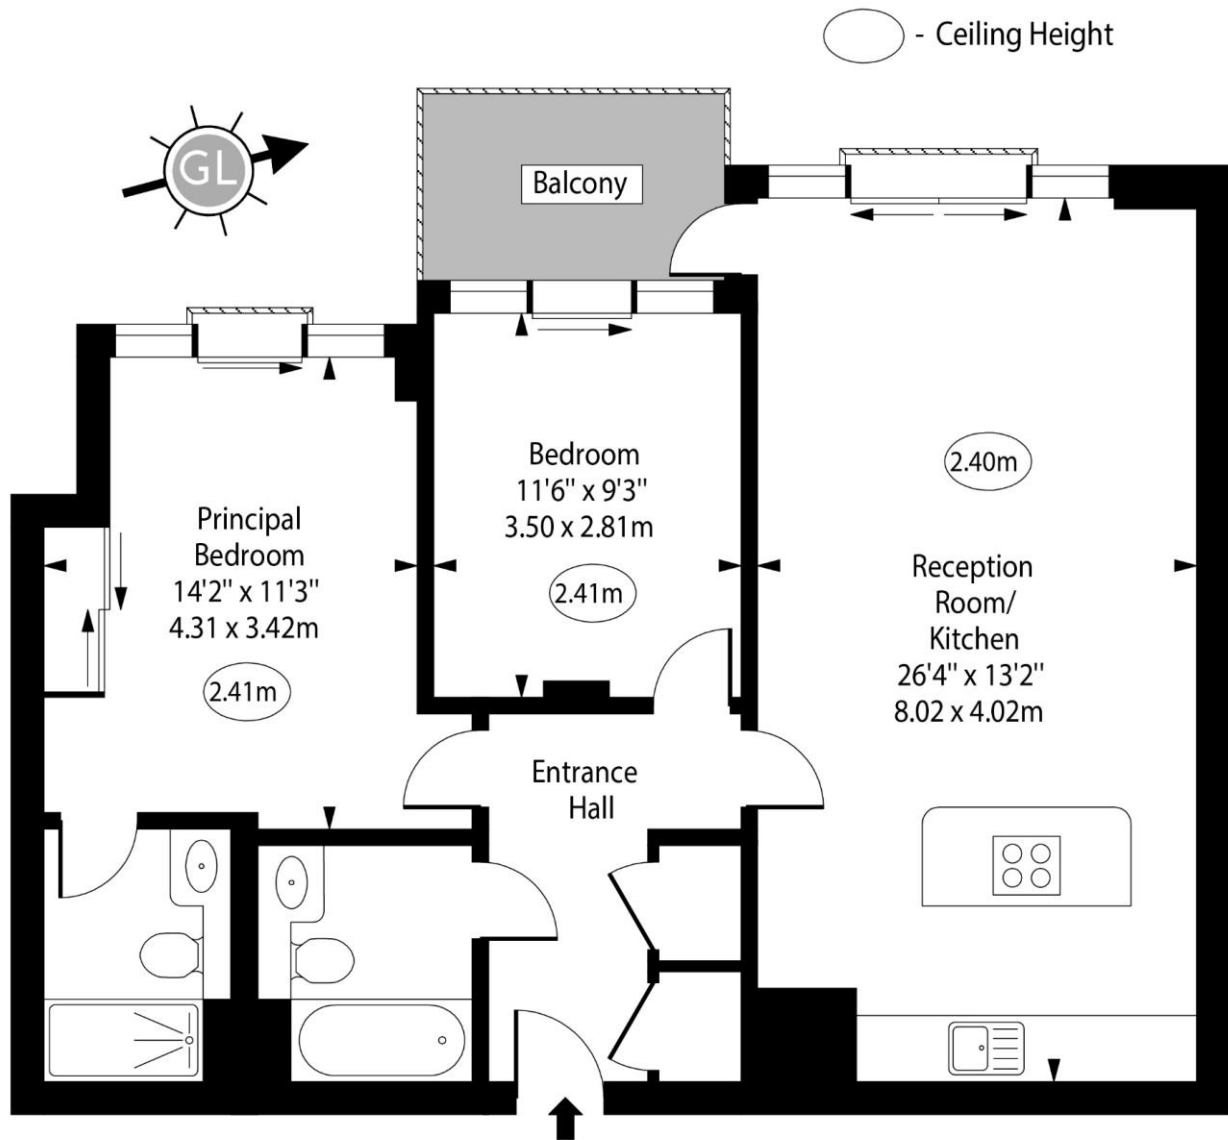 - Ceiling Height
GL
Balcony
Bedroom
11'6" x 9'3"
3.50 x 2.81m
2.41m
2.40m
Principal
Bedroom
14'2" x 11'3"
4.31 x 3.42m
2.41m
Reception
Room/
Kitchen
26'4" x 13'2"
8.02 x 4.02m
Entrance
Hall